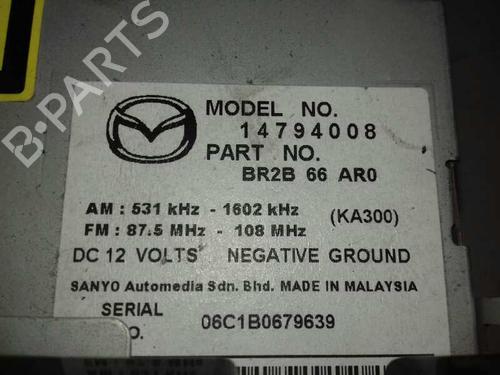 MODEL NO.
14794008
PART NO.
BR2B 66 AR0
AM : 531 kHz - 1602 kHz (KA300)
FM : 87.5 MHz - 108 MHz
DC 12 VOLTS NEGATIVE GROUND
SANYO Automedia Sdn. Bhd. MADE IN MALAYSIA
SERIAL
NO. 06C1B0679639
B-PARTS